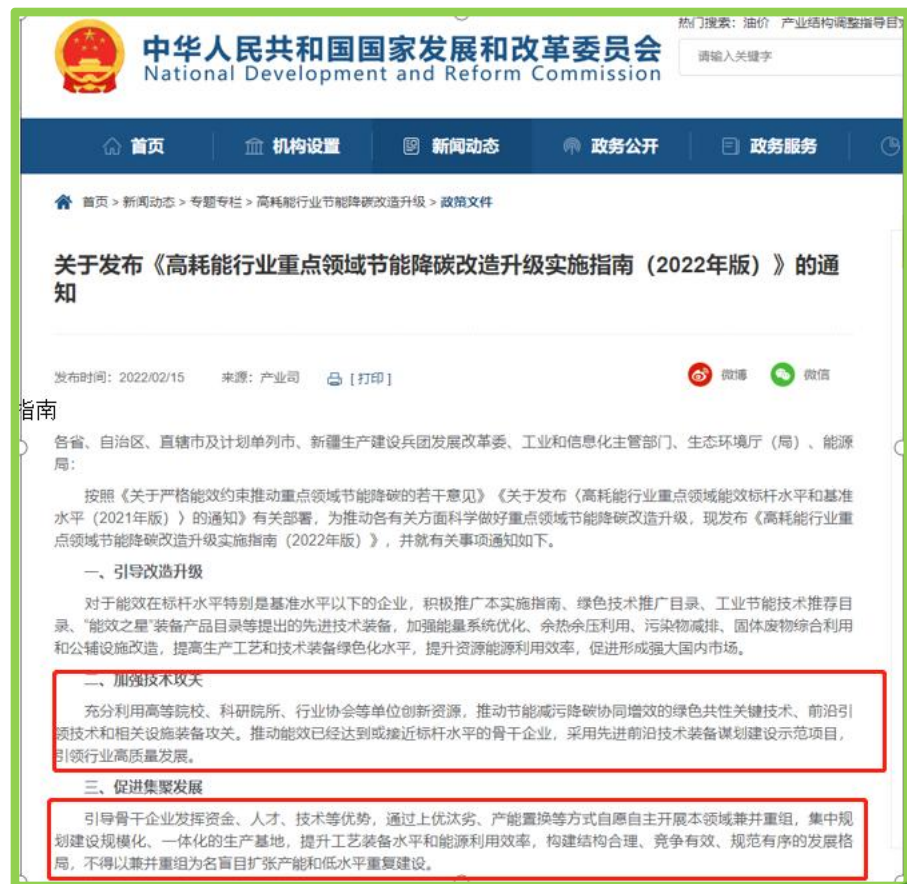 热门搜索：油价 产业结构调整指导目
中华人民共和国国家发展和改革委员会
National Development and Reform Commission
请输入关键字
首页 机构设置 新闻动态 政务公开 政务服务
首页 > 新闻动态 > 专题专栏 > 高耗能行业节能降碳改造升级 > 政策文件
关于发布《高耗能行业重点领域节能降碳改造升级实施指南（2022年版）》的通
知
发布时间：2022/02/15 来源：产业司 [ 打印 ] 微博 微信
指南
各省、自治区、直辖市及计划单列市、新疆生产建设兵团发展改革委、工业和信息化主管部门、生态环境厅（局）、能源
局：
按照《关于严格能效约束推动重点领域节能降碳的若干意见》《关于发布〈高耗能行业重点领域能效标杆水平和基准
水平（2021年版）〉的通知》有关部署，为推动各有关方面科学做好重点领域节能降碳改造升级，现发布《高耗能行业重
点领域节能降碳改造升级实施指南（2022年版）》，并就有关事项通知如下。
一、引导改造升级
对于能效在标杆水平特别是基准水平以下的企业，积极推广本实施指南、绿色技术推广目录、工业节能技术推荐目
录、“能效之星”装备产品目录等提出的先进技术装备，加强能量系统优化、余热余压利用、污染物减排、固体废物综合利用
和公辅设施改造，提高生产工艺和技术装备绿色化水平，提升资源能源利用效率，促进形成强大国内市场。
二、加强技术攻关
充分利用高等院校、科研院所、行业协会等单位创新资源，推动节能减污降碳协同增效的绿色共性关键技术、前沿引
领技术和相关设施装备攻关。推动能效已经达到或接近标杆水平的骨干企业，采用先进前沿技术装备谋划建设示范项目，
引领行业高质量发展。
三、促进集聚发展
引导骨干企业发挥资金、人才、技术等优势，通过上优汰劣、产能置换等方式自愿自主开展本领域兼并重组，集中规
划建设规模化、一体化的生产基地，提升工艺装备水平和能源利用效率，构建结构合理、竞争有效、规范有序的发展格
局，不得以兼并重组为名盲目扩张产能和低水平重复建设。